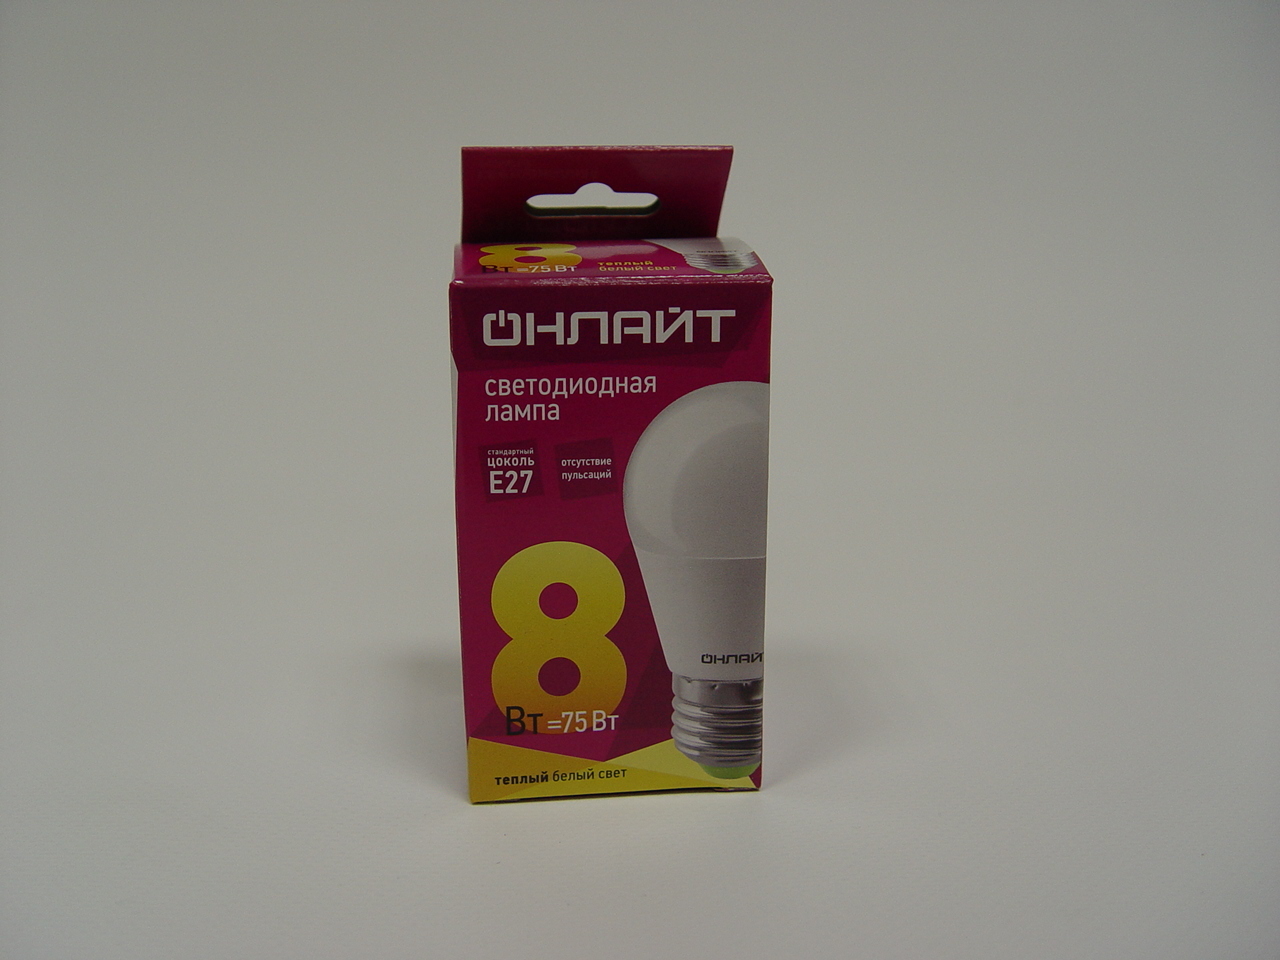 8
Вт =75 Вт
теплый
белый свет
ОНЛАЙТ
светодиодная
лампа
стандартный
цоколь
E27
отсутствие
пульсаций
8
Вт =75 Вт
ОНЛАЙТ
теплый белый свет